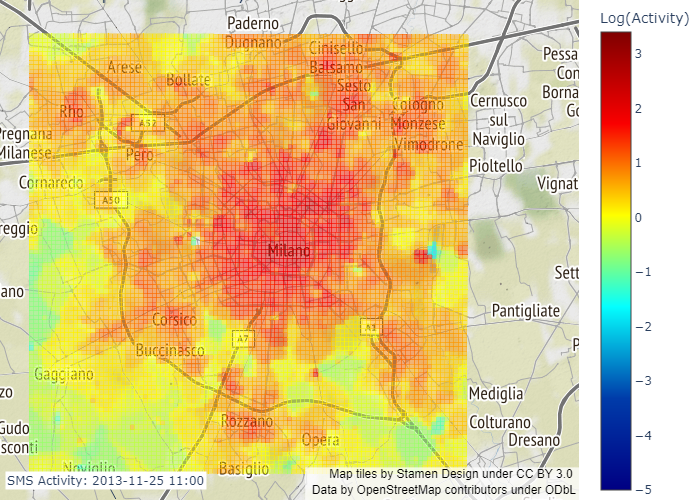 Log(Activity)
3
2
1
0
−1
−2
−3
−4
−5
Paderno
Dugnano
Cinisello
Balsamo
Arese
Bollate
Sesto
San
Giovanni
Cologno
Monzese
Vimodrone
Pessa
Con
Borna
Go
Cernusco
sul
Naviglio
Rho
A52
Pregnana
Milanese
Pero
Pioltello
Cornaredo
Vignat
A50
reggio
Milano
Sett
ano
Corsico
A7
A1
Pantigliate
Buccinasco
P
Gaggiano
zo
Mediglia
Rozzano
Gudo
sconti
Opera
Colturano
Dresano
Noviglio
Basiglio
SMS Activity: 2013-11-25 11:00
Map tiles by Stamen Design under CC BY 3.0
Data by OpenStreetMap contributors under ODbL